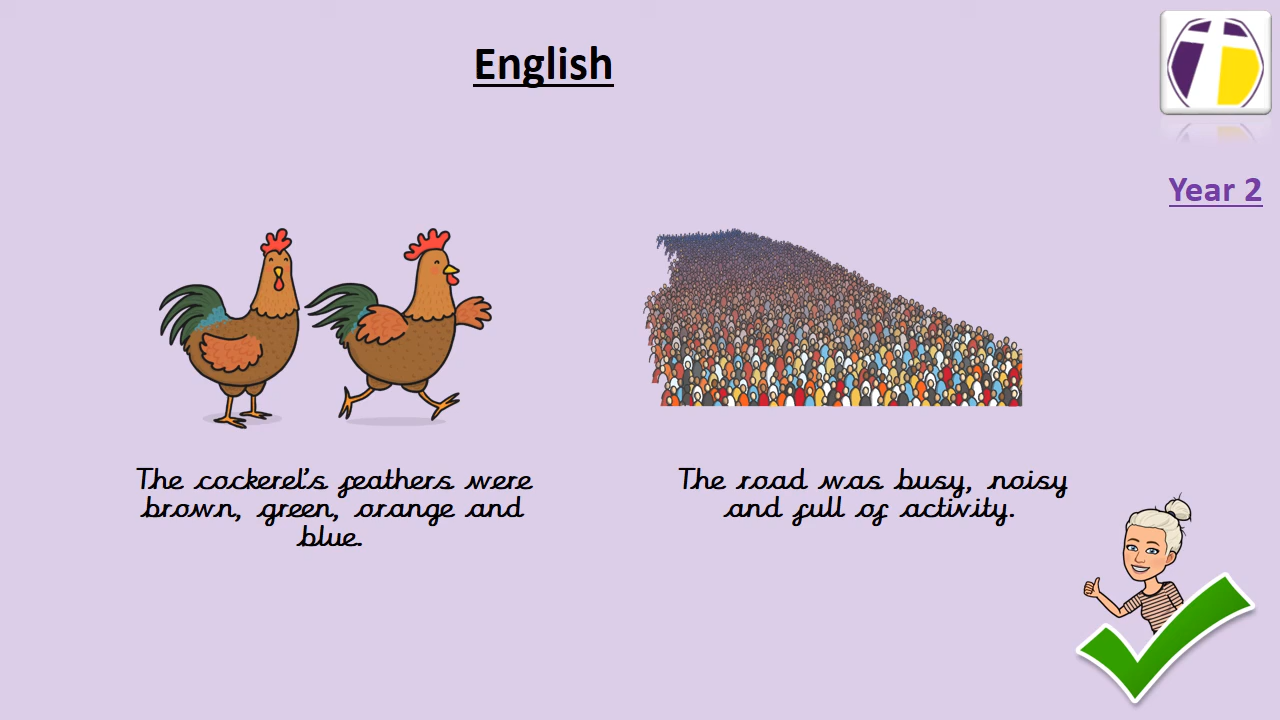 English
Year 2
The cockerel's feathers were
brown, green, orange and
blue.
The road was busy, noisy
and full of activity.